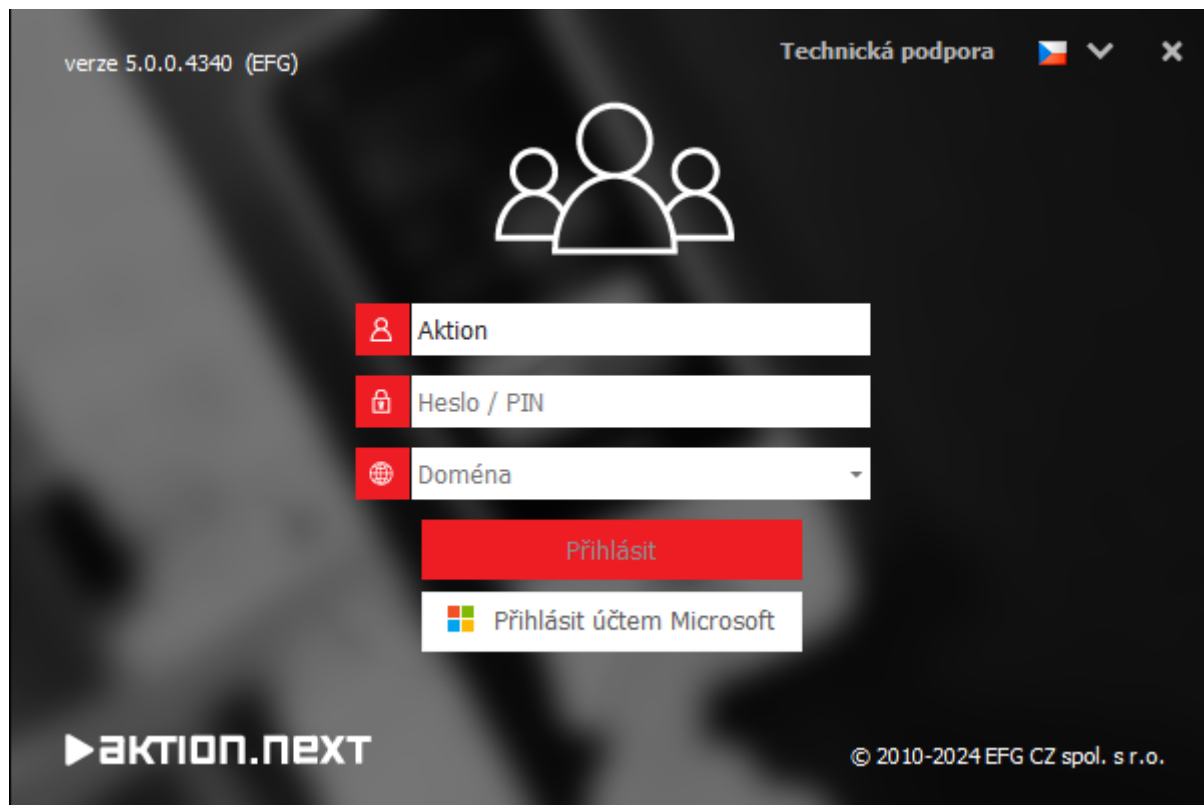 verze 5.0.0.4340 (EFG)
Technická podpora
Aktion
Heslo / PIN
Doména
Přihlásit
Přihlásit účtem Microsoft
aktion.next
© 2010-2024 EFG CZ spol. s r.o.